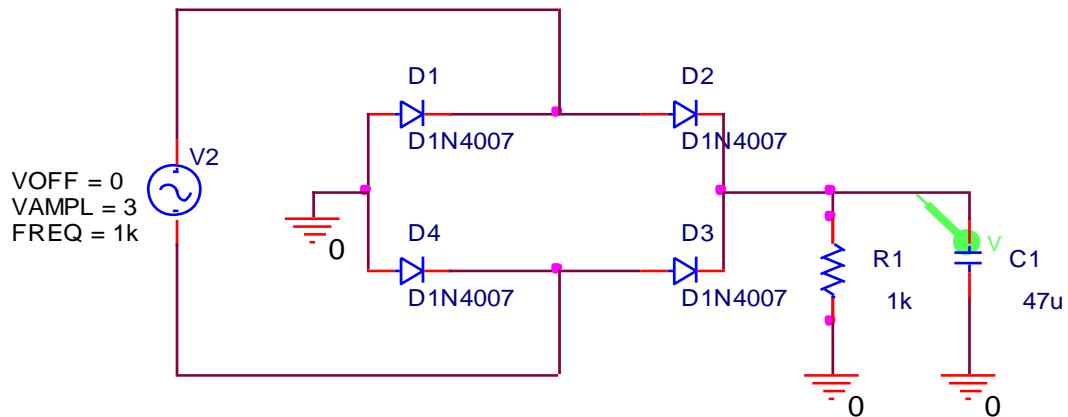 D1
D2
D1N4007
D1N4007
V2
VOFF = 0
VAMPL = 3
FREQ = 1k
0
D4
D3
D1N4007
D1N4007
V
R1
1k
C1
47u
0
0